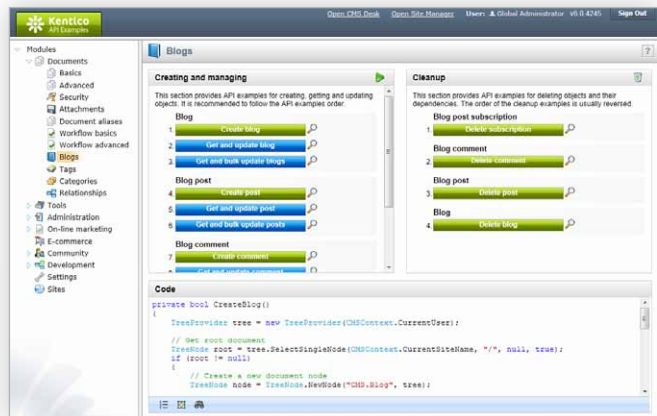 Kentico
API Examples
Open CMS Desk Open Site Manager User: Global Administrator v6.0.4245 Sign Out
Modules
Documents
Basics
Advanced
Security
Attachments
Document aliases
Workflow basics
Workflow advanced
Blogs
Tags
Categories
Relationships
Tools
Administration
On-line marketing
E-commerce
Community
Development
Settings
Sites
Blogs
?
Creating and managing
This section provides API examples for creating, getting and updating
objects. It is recommended to follow the API examples order.
Blog
1. Create blog
2. Get and update blog
3. Get and bulk update blogs
Blog post
4. Create post
5. Get and update post
6. Get and bulk update posts
Blog comment
7. Create comment
Get and update comment
Cleanup
This section provides API examples for deleting objects and their
dependencies. The order of the cleanup examples is usually reversed.
Blog post subscription
1. Delete subscription
Blog comment
2. Delete comment
Blog post
3. Delete post
Blog
4. Delete blog
Code
private bool CreateBlog()
{
TreeProvider tree = new TreeProvider(CMSContext.CurrentUser);
// Get root document
TreeNode root = tree.SelectSingleNode(CMSContext.CurrentSiteName, "/", null, true);
if (root != null)
{
// Create a new document node
TreeNode node = TreeNode.NewNode("CMS.Blog", tree);